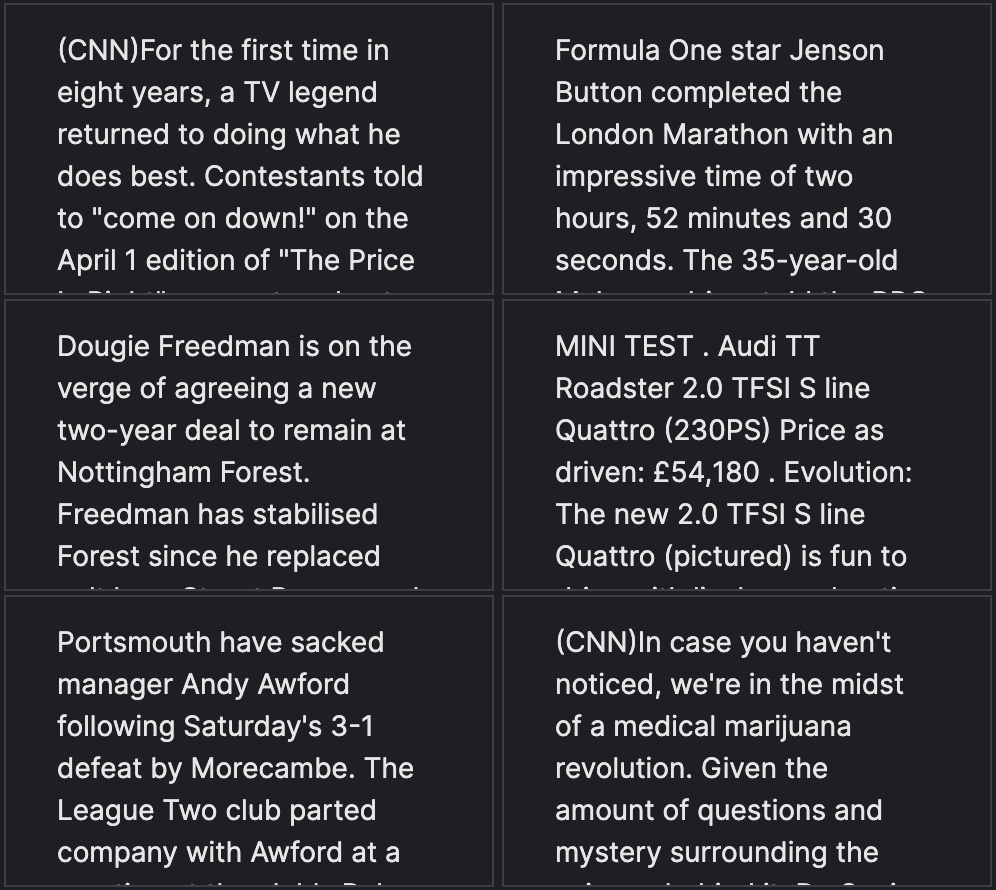 (CNN)For the first time in
eight years, a TV legend
returned to doing what he
does best. Contestants told
to "come on down!" on the
April 1 edition of "The Price
Formula One star Jenson
Button completed the
London Marathon with an
impressive time of two
hours, 52 minutes and 30
seconds. The 35-year-old
Dougie Freedman is on the
verge of agreeing a new
two-year deal to remain at
Nottingham Forest.
Freedman has stabilised
Forest since he replaced
MINI TEST . Audi TT
Roadster 2.0 TFSI S line
Quattro (230PS) Price as
driven: £54,180 . Evolution:
The new 2.0 TFSI S line
Quattro (pictured) is fun to
Portsmouth have sacked
manager Andy Awford
following Saturday's 3-1
defeat by Morecambe. The
League Two club parted
company with Awford at a
(CNN)In case you haven't
noticed, we're in the midst
of a medical marijuana
revolution. Given the
amount of questions and
mystery surrounding the